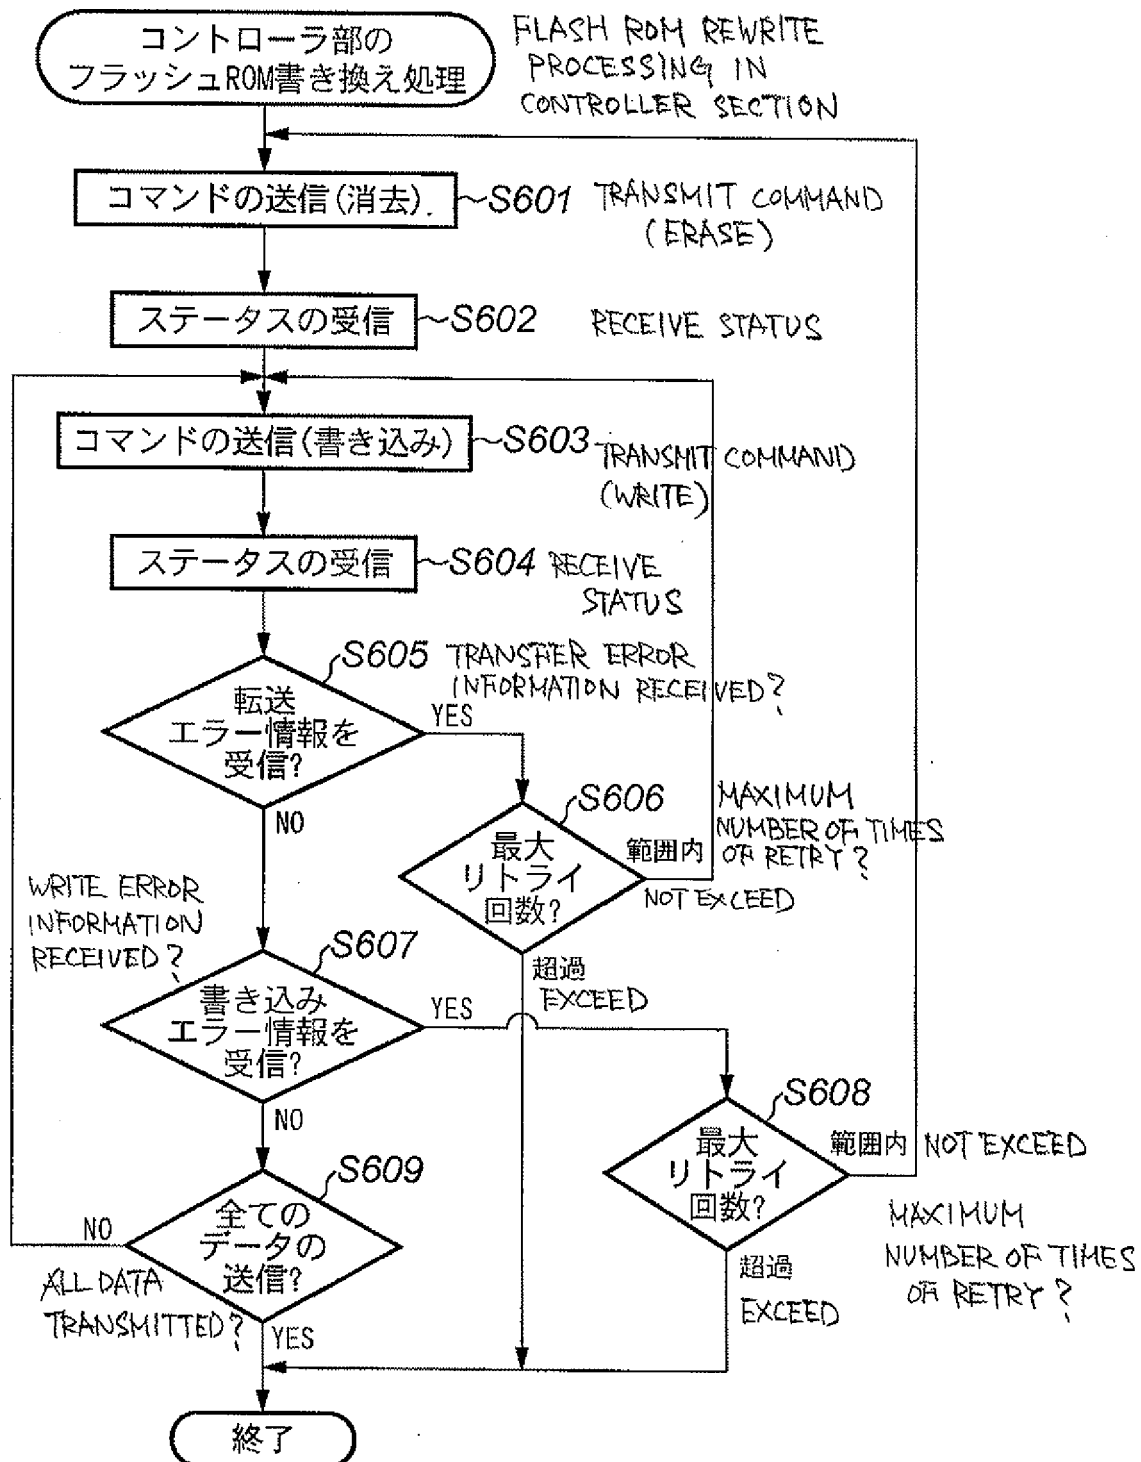 コントローラ部の
フラッシュROM書き換え処理
FLASH ROM REWRITE
PROCESSING IN
CONTROLLER SECTION
コマンドの送信(消去)
S601
TRANSMIT COMMAND
(ERASE)
ステータスの受信
S602
RECEIVE STATUS
コマンドの送信(書き込み)
S603
TRANSMIT COMMAND
(WRITE)
ステータスの受信
S604
RECEIVE
STATUS
S605
TRANSFER ERROR
INFORMATION RECEIVED?
転送
エラー情報を
受信?
YES
NO
S606
MAXIMUM
NUMBER OF TIMES
OF RETRY?
最大
リトライ
回数?
範囲内
NOT EXCEED
超過
EXCEED
WRITE ERROR
INFORMATION
RECEIVED?
S607
書き込み
エラー情報を
受信?
YES
NO
S608
最大
リトライ
回数?
範囲内
NOT EXCEED
MAXIMUM
NUMBER OF TIMES
OF RETRY?
超過
EXCEED
S609
全ての
データの
送信?
NO
ALL DATA
TRANSMITTED?
YES
終了